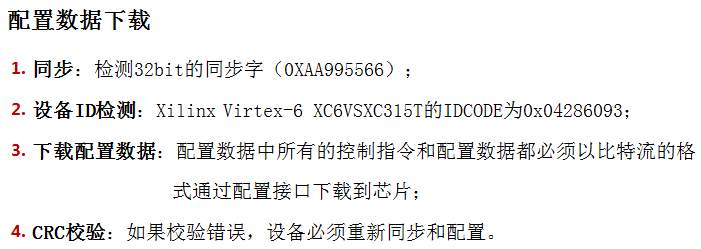 配置数据下载
1. 同步：检测32bit的同步字（0XAA995566）；
2. 设备ID检测：Xilinx Virtex-6 XC6VSXC315T的IDCODE为0x04286093；
3. 下载配置数据：配置数据中所有的控制指令和配置数据都必须以比特流的格
式通过配置接口下载到芯片；
4. CRC校验：如果校验错误，设备必须重新同步和配置。